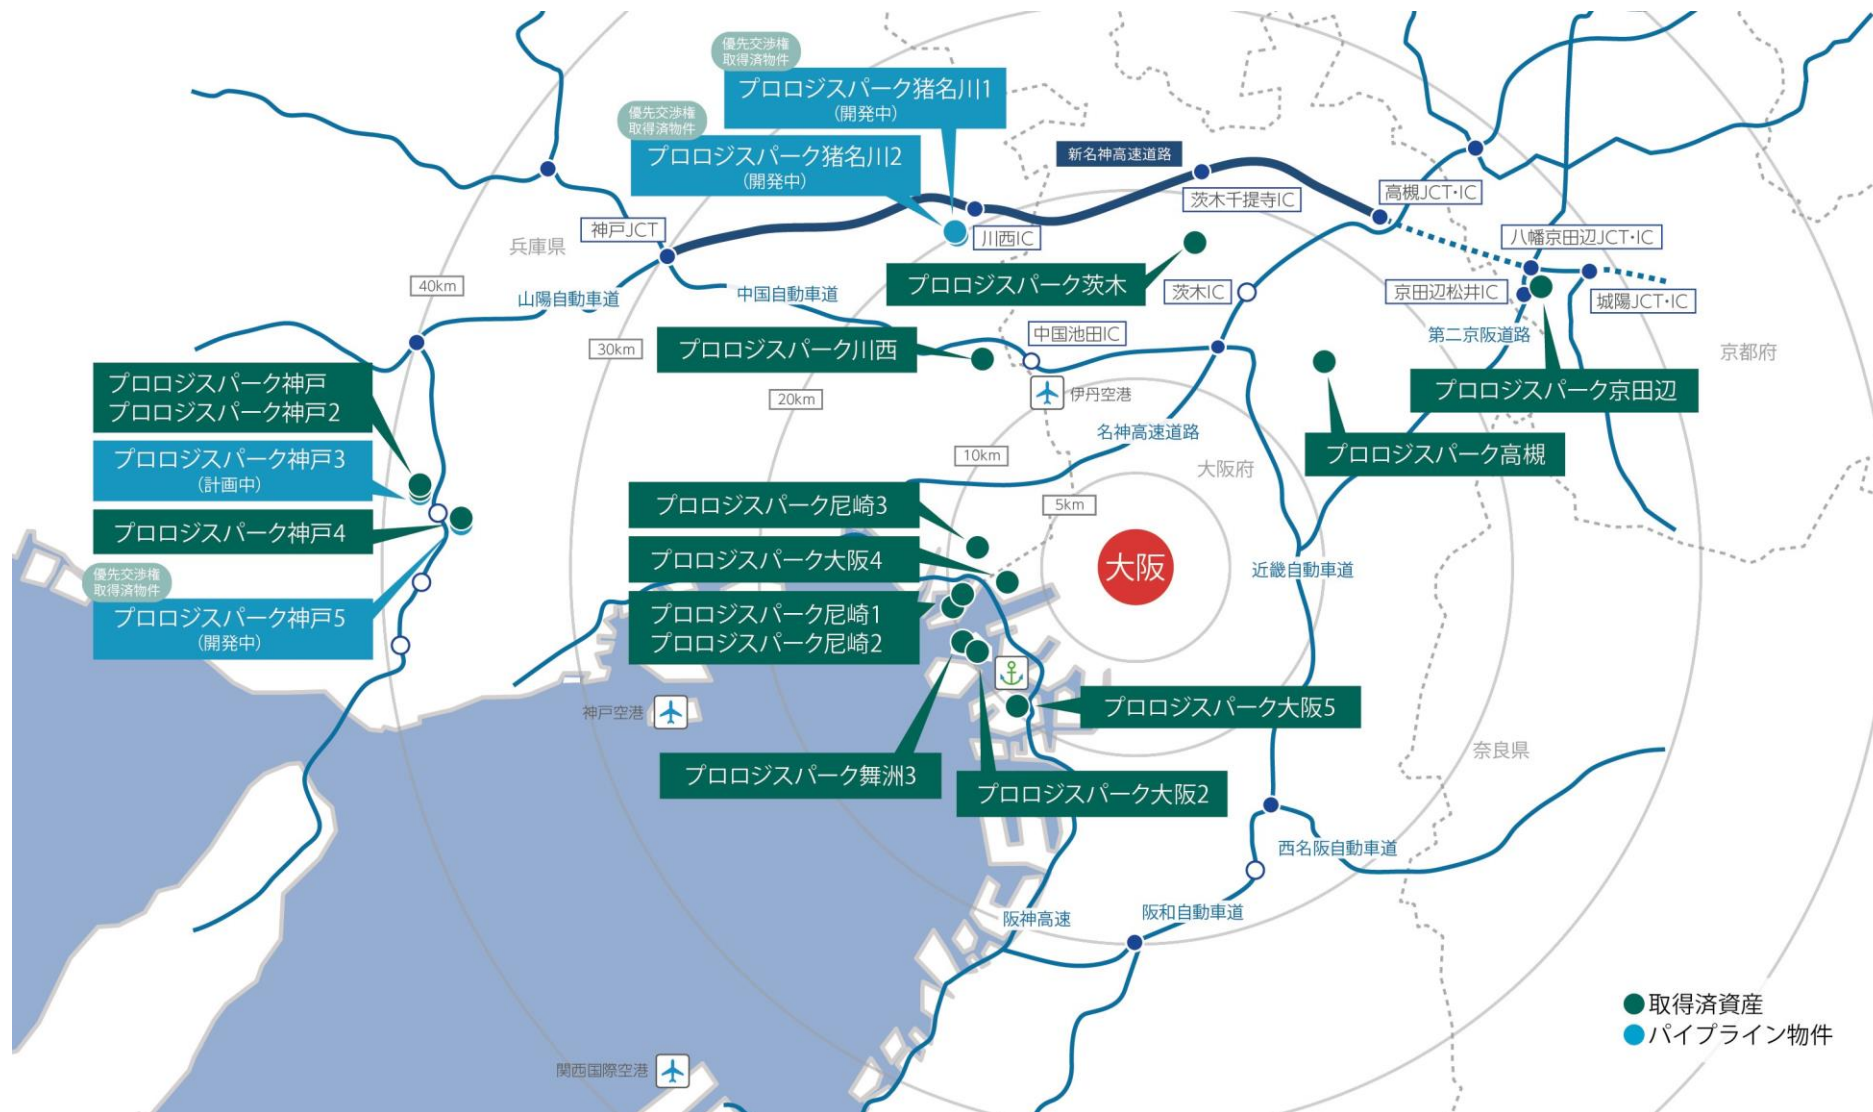 優先交渉権
取得済物件
プロロジスパーク猪名川1
(開発中)
優先交渉権
取得済物件
プロロジスパーク猪名川2
(開発中)
新名神高速道路
茨木千提寺IC
高槻JCT・IC
神戸JCT
兵庫県
川西IC
八幡京田辺JCT・IC
40km
山陽自動車道
中国自動車道
プロロジスパーク茨木
茨木IC
京田辺松井IC
城陽JCT・IC
30km
プロロジスパーク川西
中国池田IC
第二京阪道路
京都府
20km
伊丹空港
プロロジスパーク京田辺
プロロジスパーク神戸
プロロジスパーク神戸2
名神高速道路
プロロジスパーク神戸3
(計画中)
10km
大阪府
プロロジスパーク高槻
プロロジスパーク尼崎3
5km
プロロジスパーク神戸4
プロロジスパーク大阪4
大阪
近畿自動車道
優先交渉権
取得済物件
プロロジスパーク神戸5
(開発中)
プロロジスパーク尼崎1
プロロジスパーク尼崎2
神戸空港
プロロジスパーク大阪5
奈良県
プロロジスパーク舞洲3
プロロジスパーク大阪2
西名阪自動車道
阪神高速
阪和自動車道
関西国際空港
取得済資産
パイプライン物件